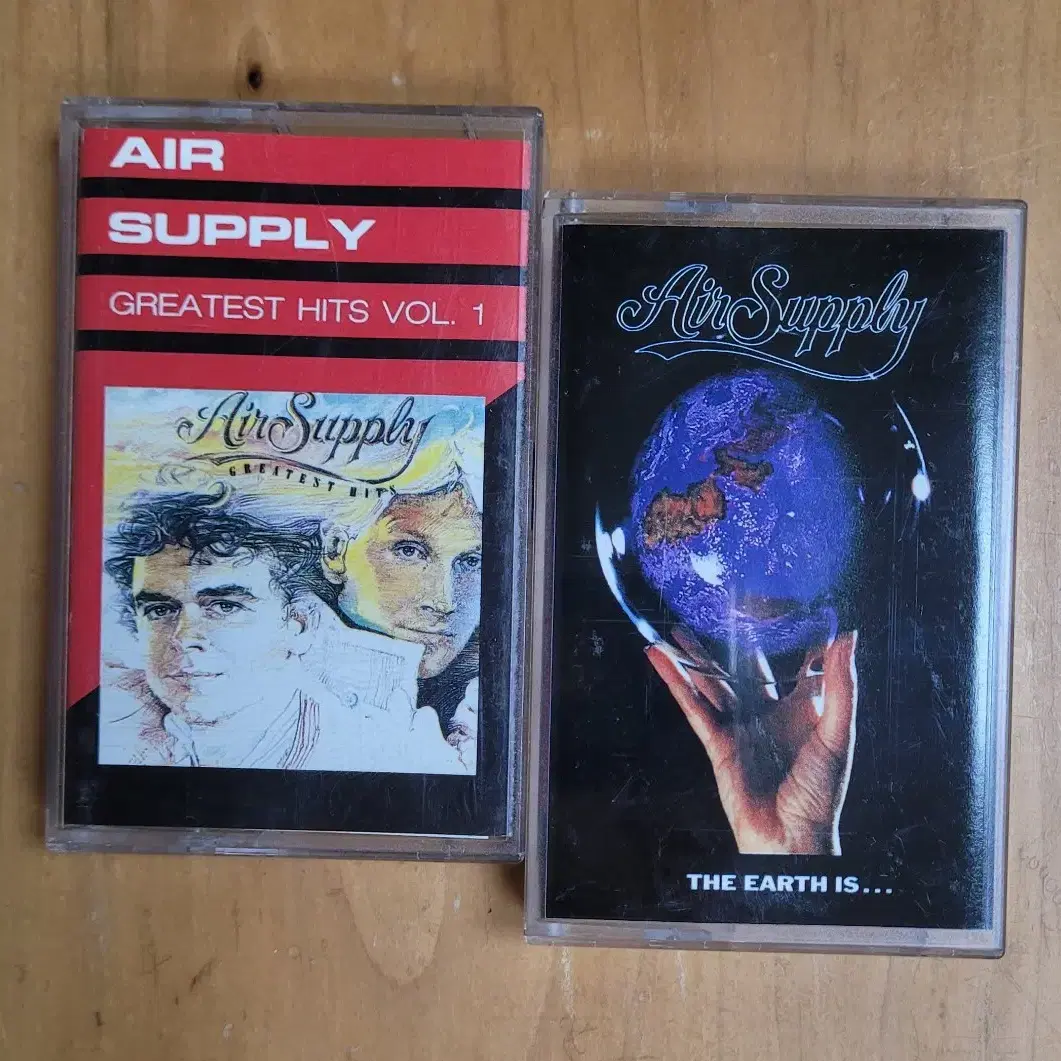 AIR
SUPPLY
GREATEST HITS VOL. 1
Air Supply
GREATEST HITS
Air Supply
THE EARTH IS...